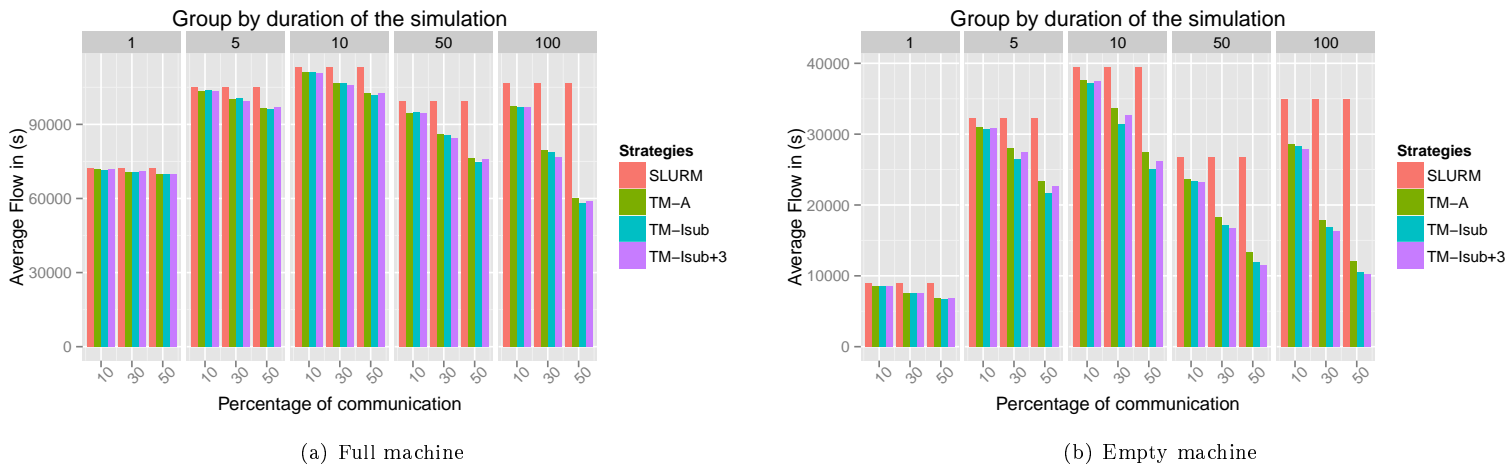 Group by duration of the simulation
1 5 10 50 100
90000
60000
30000
0
Average Flow in (s)
10 30 50 10 30 50 10 30 50 10 30 50 10 30 50
Percentage of communication
Strategies
SLURM
TM−A
TM−Isub
TM−Isub+3
(a) Full machine
Group by duration of the simulation
1 5 10 50 100
40000
30000
20000
10000
0
Average Flow in (s)
10 30 50 10 30 50 10 30 50 10 30 50 10 30 50
Percentage of communication
Strategies
SLURM
TM−A
TM−Isub
TM−Isub+3
(b) Empty machine